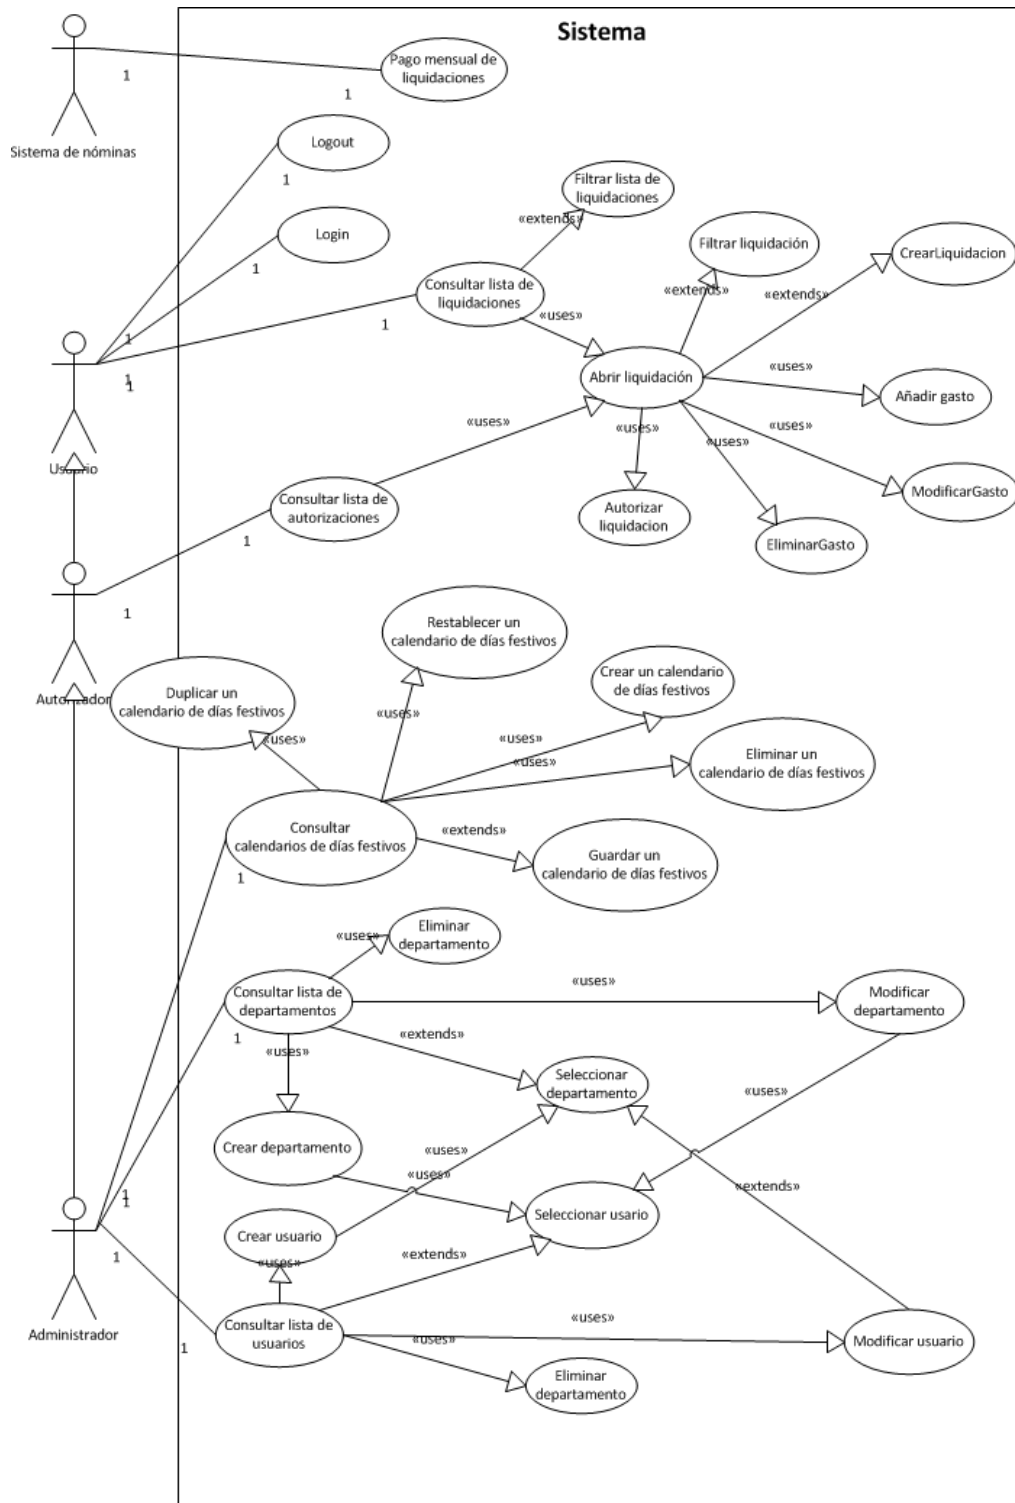 Sistema
Pago mensual de
liquidaciones
1
1
Sistema de nóminas
Logout
1
Filtrar lista de
liquidaciones
«extends»
Login
1
Filtrar liquidación
CrearLiquidacion
«extends»
«extends»
Consultar lista de
liquidaciones
1
«uses»
1
1
1
Usuario
Abrir liquidación
«uses»
Añadir gasto
«uses»
«uses»
«uses»
«uses»
Consultar lista de
autorizaciones
1
Autorizar
liquidacion
ModificarGasto
EliminarGasto
1
Autorizador
Restablecer un
calendario de días festivos
Duplicar un
calendario de días festivos
Crear un calendario
de días festivos
«uses»
«uses»
«uses»
«uses»
Eliminar un
calendario de días festivos
Consultar
calendarios de días festivos
1
«extends»
Guardar un
calendario de días festivos
Eliminar
departamento
«uses»
Consultar lista de
departamentos
1
«uses»
Modificar
departamento
«uses»
«extends»
Seleccionar
departamento
«uses»
Crear departamento
«uses»
«uses»
«extends»
1
1
Seleccionar usario
Crear usuario
«uses»
«extends»
1
Administrador
Consultar lista de
usuarios
1
«uses»
«uses»
Modificar usuario
Eliminar
departamento